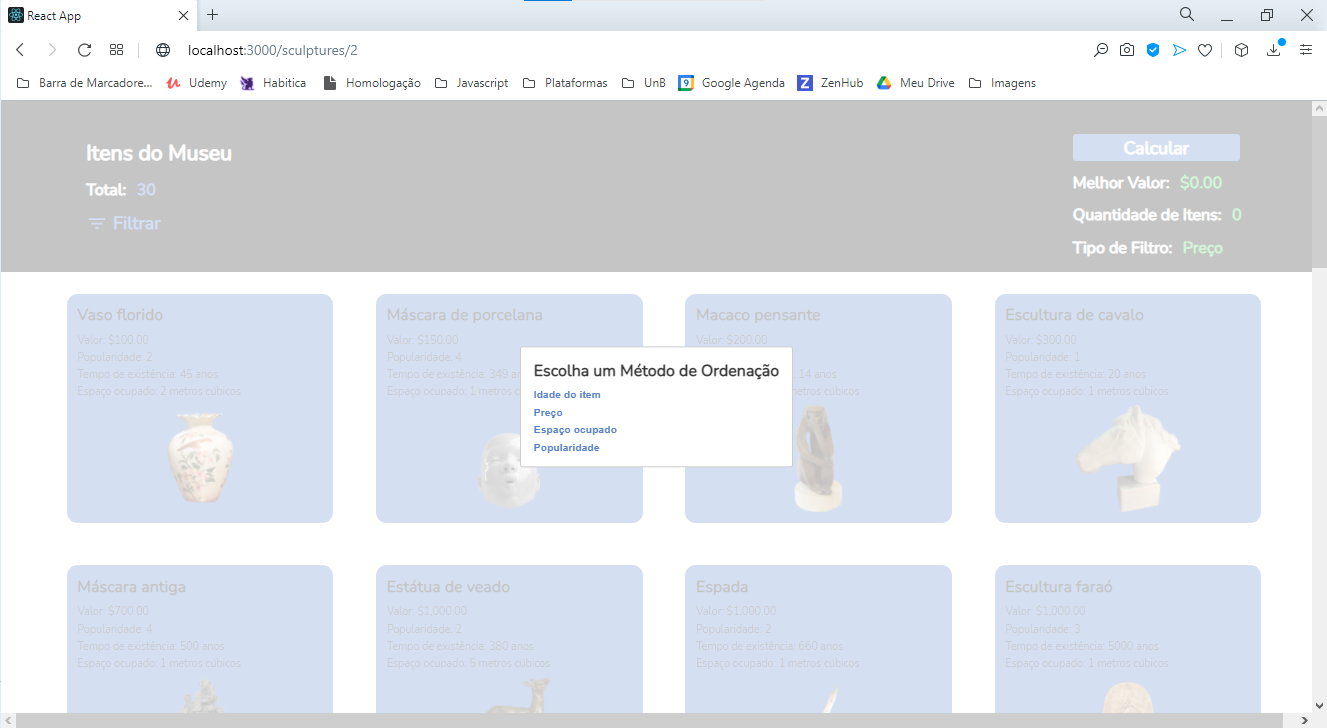 React App
localhost:3000/sculptures/2
Barra de Marcadore... Udemy Habitica Homologação Javascript Plataformas UnB 9 Google Agenda Z ZenHub Meu Drive Imagens
Itens do Museu
Total: 30
Filtrar
Calcular
Melhor Valor: $0.00
Quantidade de Itens: 0
Tipo de Filtro: Preço
Vaso florido
Valor: $100.00
Popularidade: 2
Tempo de existência: 45 anos
Espaço ocupado: 2 metros cúbicos
Máscara de porcelana
Valor: $150.00
Popularidade: 4
Tempo de existência: 349 an
Espaço ocupado: 1 metros c
Macaco pensante
Valor: $200.00
14 anos
metros cúbicos
Escultura de cavalo
Valor: $300.00
Popularidade: 1
Tempo de existência: 20 anos
Espaço ocupado: 1 metros cúbicos
Escolha um Método de Ordenação
Idade do item
Preço
Espaço ocupado
Popularidade
Máscara antiga
Valor: $700.00
Popularidade: 4
Tempo de existência: 500 anos
Espaço ocupado: 1 metros cúbicos
Estátua de veado
Valor: $1,000.00
Popularidade: 2
Tempo de existência: 380 anos
Espaço ocupado: 5 metros cúbicos
Espada
Valor: $1,000.00
Popularidade: 2
Tempo de existência: 660 anos
Espaço ocupado: 1 metros cúbicos
Escultura faraó
Valor: $1,000.00
Popularidade: 3
Tempo de existência: 5000 anos
Espaço ocupado: 1 metros cúbicos